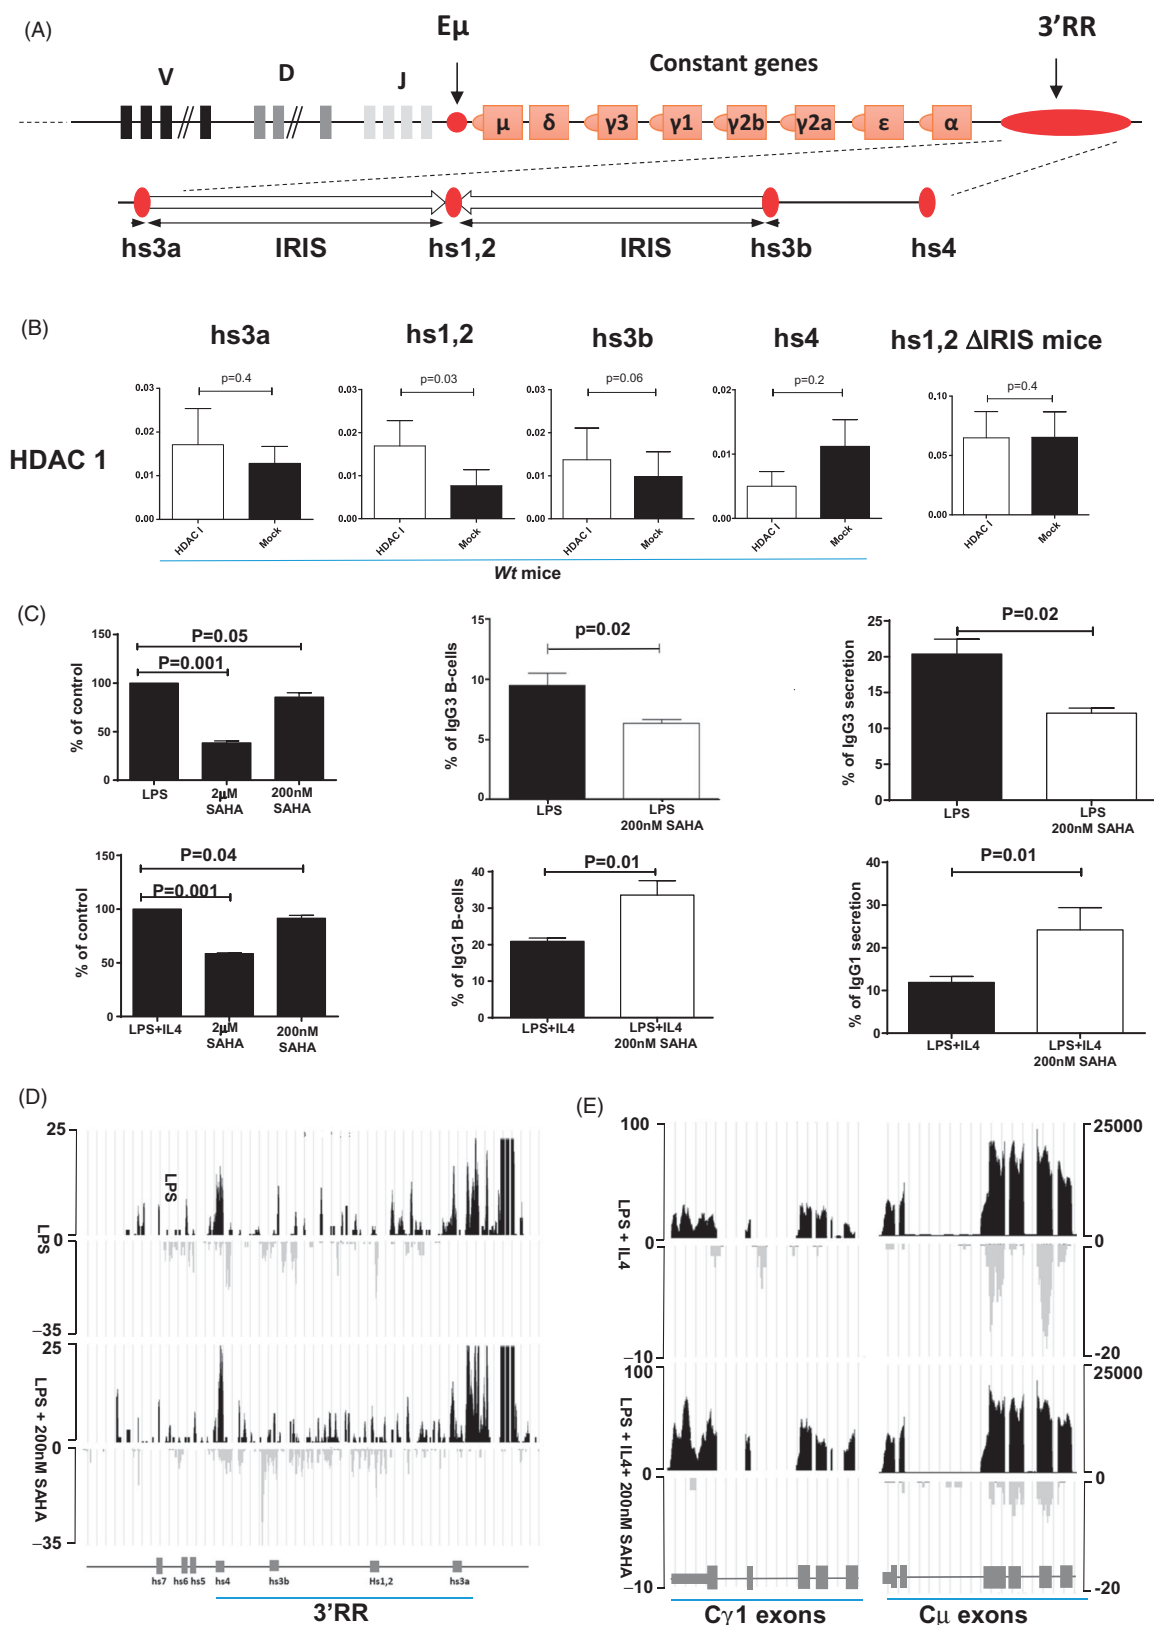 (A)
Eμ
3'RR
V
D
J
Constant genes
μ
δ
γ3
γ1
γ2b
γ2a
ε
α
hs3a
IRIS
hs1,2
IRIS
hs3b
hs4
(B)
hs3a
hs1,2
hs3b
hs4
hs1,2 ΔIRIS mice
HDAC 1
p=0.4
0.03
0.02
0.01
0.00
HDAC I
Mock
p=0.03
0.03
0.02
0.01
0.00
HDAC I
Mock
p=0.06
0.03
0.02
0.01
0.00
HDAC I
Mock
p=0.2
0.02
0.01
0.00
HDAC I
Mock
p=0.4
0.10
0.05
0.00
HDAC I
Mock
Wt mice
(C)
% of control
150
100
50
0
P=0.05
P=0.001
LPS
2μM SAHA
200nM SAHA
% of IgG3 B-cells
15
10
5
0
p=0.02
LPS
LPS
200nM SAHA
% of IgG3 secretion
25
20
15
10
5
0
P=0.02
LPS
LPS
200nM SAHA
% of control
150
100
50
0
P=0.04
P=0.001
LPS+IL4
2μM SAHA
200nM SAHA
% of IgG1 B-cells
40
30
20
10
0
P=0.01
LPS+IL4
LPS+IL4
200nM SAHA
% of IgG1 secretion
40
30
20
10
0
P=0.01
LPS+IL4
LPS+IL4
200nM SAHA
(D)
25
LPS
0
LPS
–35
25
LPS + 200nM SAHA
0
–35
hs7
hs6
hs5
hs4
hs3b
Hs1,2
hs3a
3'RR
(E)
100
25000
LPS + IL4
0
0
–10
-20
100
25000
LPS + IL4+ 200nM SAHA
0
0
–10
-20
Cγ1 exons
Cμ exons